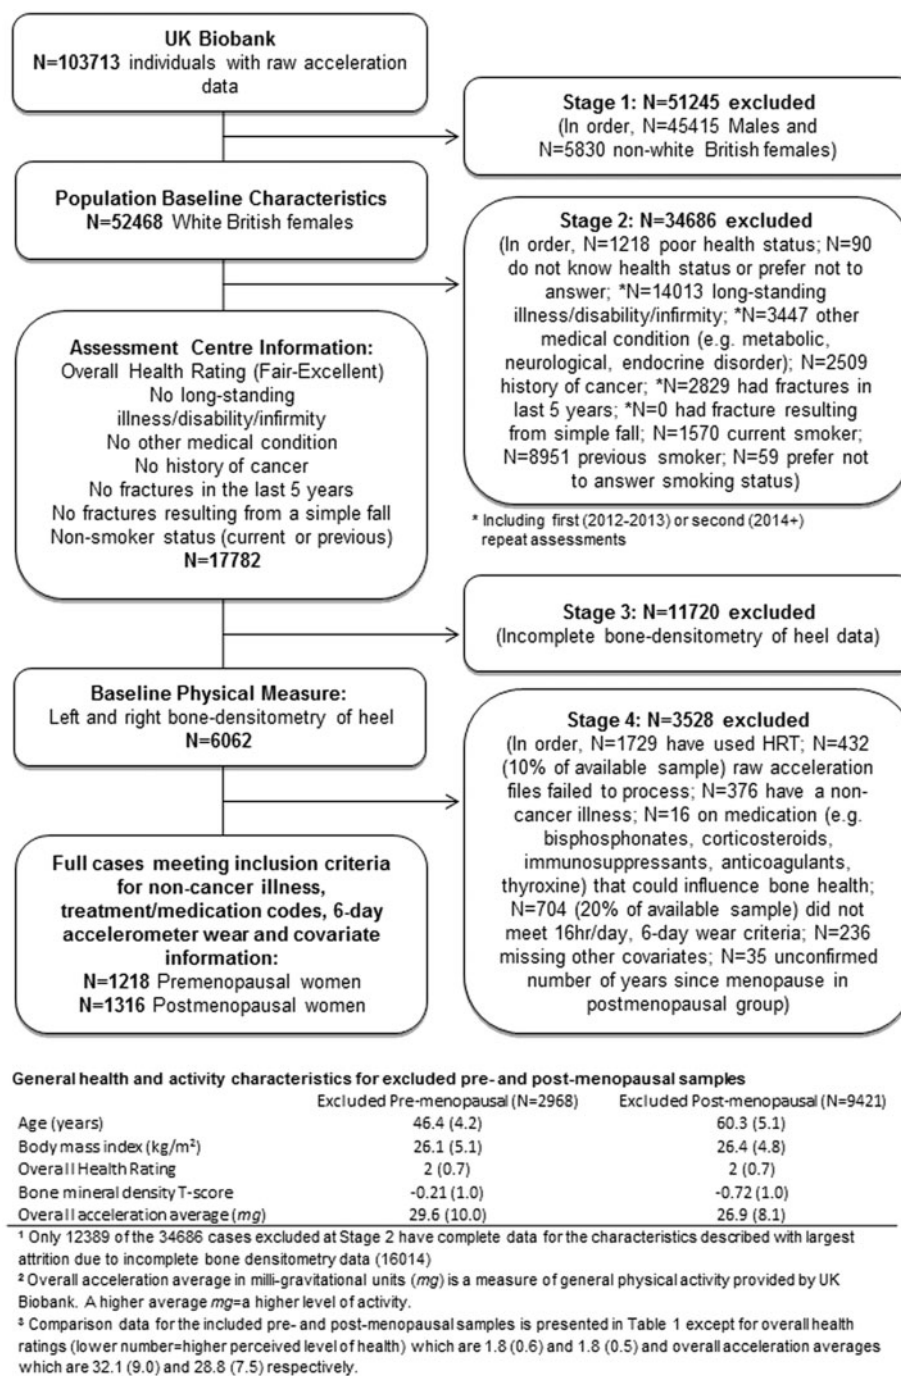 UK Biobank
N=103713 individuals with raw acceleration
data
Stage 1: N=51245 excluded
(In order, N=45415 Males and
N=5830 non-white British females)
Population Baseline Characteristics
N=52468 White British females
Stage 2: N=34686 excluded
(In order, N=1218 poor health status; N=90
do not know health status or prefer not to
answer; *N=14013 long-standing
illness/disability/infirmity; *N=3447 other
medical condition (e.g. metabolic,
neurological, endocrine disorder); N=2509
history of cancer; *N=2829 had fractures in
last 5 years; *N=0 had fracture resulting
from simple fall; N=1570 current smoker;
N=8951 previous smoker; N=59 prefer not
to answer smoking status)
* Including first (2012-2013) or second (2014+)
repeat assessments
Assessment Centre Information:
Overall Health Rating (Fair-Excellent)
No long-standing
illness/disability/infirmity
No other medical condition
No history of cancer
No fractures in the last 5 years
No fractures resulting from a simple fall
Non-smoker status (current or previous)
N=17782
Stage 3: N=11720 excluded
(Incomplete bone-densitometry of heel data)
Baseline Physical Measure:
Left and right bone-densitometry of heel
N=6062
Stage 4: N=3528 excluded
(In order, N=1729 have used HRT; N=432
(10% of available sample) raw acceleration
files failed to process; N=376 have a non-
cancer illness; N=16 on medication (e.g.
bisphosphonates, corticosteroids,
immunosuppressants, anticoagulants,
thyroxine) that could influence bone health;
N=704 (20% of available sample) did not
meet 16hr/day, 6-day wear criteria; N=236
missing other covariates; N=35 unconfirmed
number of years since menopause in
postmenopausal group)
Full cases meeting inclusion criteria
for non-cancer illness,
treatment/medication codes, 6-day
accelerometer wear and covariate
information:
N=1218 Premenopausal women
N=1316 Postmenopausal women
General health and activity characteristics for excluded pre- and post-menopausal samples
Excluded Pre-menopausal (N=2968) Excluded Post-menopausal (N=9421)
Age (years) 46.4 (4.2) 60.3 (5.1)
Body mass index (kg/m²) 26.1 (5.1) 26.4 (4.8)
Overall Health Rating 2 (0.7) 2 (0.7)
Bone mineral density T-score -0.21 (1.0) -0.72 (1.0)
Overall acceleration average (mg) 29.6 (10.0) 26.9 (8.1)
¹ Only 12389 of the 34686 cases excluded at Stage 2 have complete data for the characteristics described with largest
attrition due to incomplete bone densitometry data (16014)
² Overall acceleration average in milli-gravitational units (mg) is a measure of general physical activity provided by UK
Biobank. A higher average mg=a higher level of activity.
³ Comparison data for the included pre- and post-menopausal samples is presented in Table 1 except for overall health
ratings (lower number=higher perceived level of health) which are 1.8 (0.6) and 1.8 (0.5) and overall acceleration averages
which are 32.1 (9.0) and 28.8 (7.5) respectively.